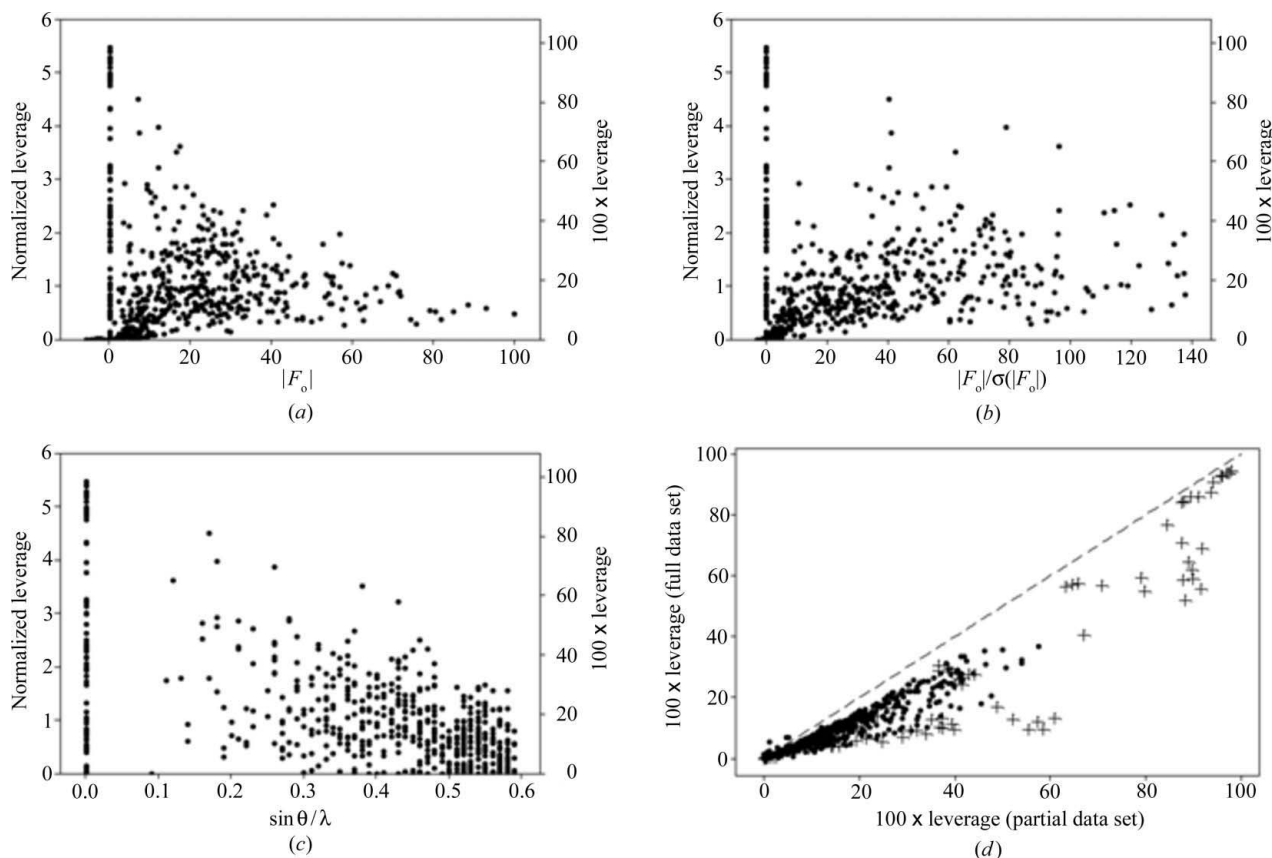 6
5
4
3
2
1
0
Normalized leverage
100
80
60
40
20
0
100 x leverage
0 20 40 60 80 100
|Fₒ|
(a)
6
5
4
3
2
1
0
Normalized leverage
100
80
60
40
20
0
100 x leverage
0 20 40 60 80 100 120 140
|Fₒ|/σ(|Fₒ|)
(b)
6
5
4
3
2
1
0
Normalized leverage
100
80
60
40
20
0
100 x leverage
0.0 0.1 0.2 0.3 0.4 0.5 0.6
sin θ/λ
(c)
100
80
60
40
20
0
100 x leverage (full data set)
0 20 40 60 80 100
100 x leverage (partial data set)
(d)